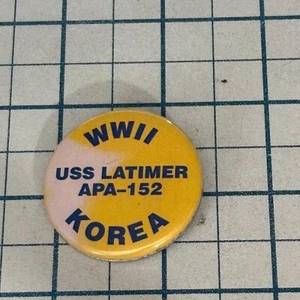 WWII
USS LATIMER
APA-152
KOREA